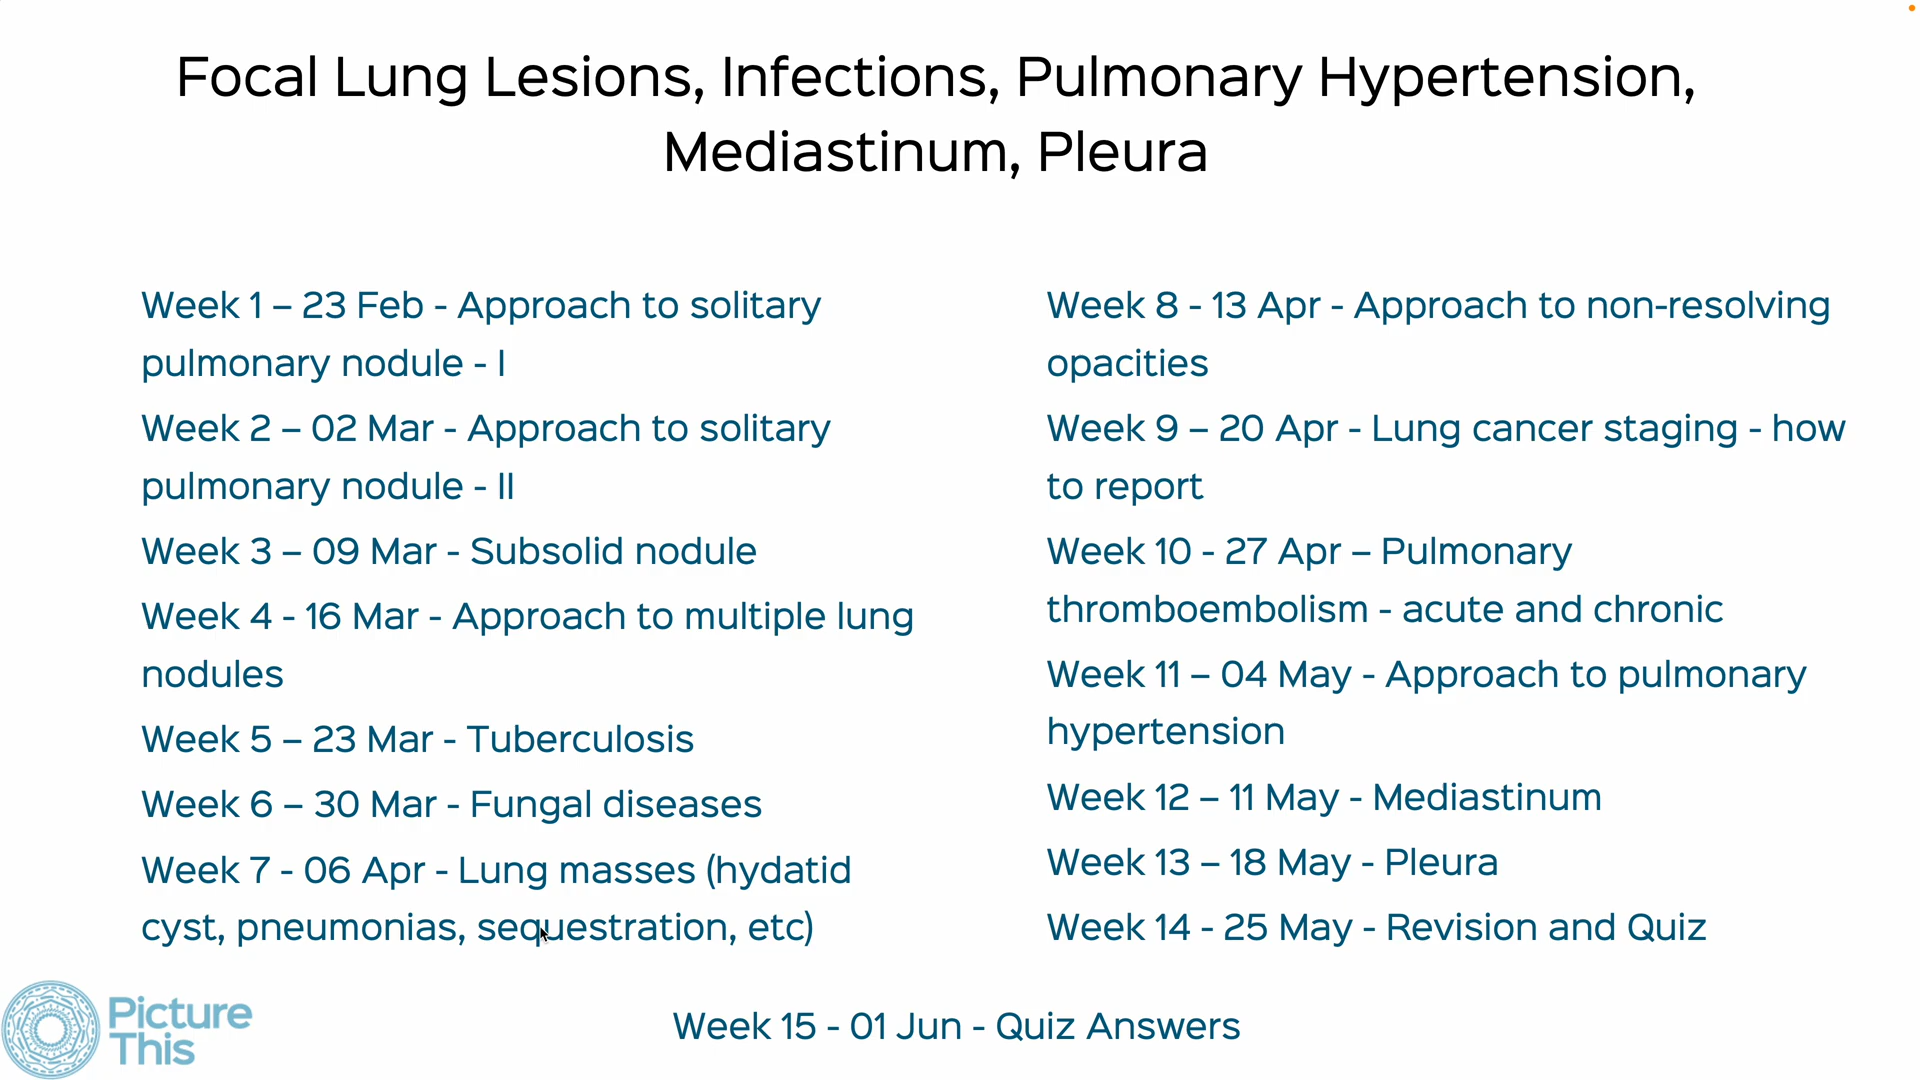 Focal Lung Lesions, Infections, Pulmonary Hypertension,
Mediastinum, Pleura
Week 1 – 23 Feb - Approach to solitary
pulmonary nodule - I
Week 2 – 02 Mar - Approach to solitary
pulmonary nodule - II
Week 3 – 09 Mar - Subsolid nodule
Week 4 - 16 Mar - Approach to multiple lung
nodules
Week 5 – 23 Mar - Tuberculosis
Week 6 – 30 Mar - Fungal diseases
Week 7 - 06 Apr - Lung masses (hydatid
cyst, pneumonias, sequestration, etc)
Week 8 - 13 Apr - Approach to non-resolving
opacities
Week 9 – 20 Apr - Lung cancer staging - how
to report
Week 10 - 27 Apr – Pulmonary
thromboembolism - acute and chronic
Week 11 – 04 May - Approach to pulmonary
hypertension
Week 12 – 11 May - Mediastinum
Week 13 – 18 May - Pleura
Week 14 - 25 May - Revision and Quiz
Week 15 - 01 Jun - Quiz Answers
Picture
This